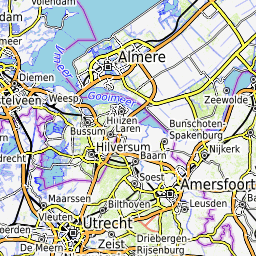 Volendam
Almere
Diemen
Gooimeer
Zeewolde
Weesp
Huizen
Laren
Bussum
Bunschoten-
Spakenburg
Hilversum
Nijkerk
Baarn
Soest
Amersfoort
Maarssen
Bilthoven
Leusden
Vleuten
Utrecht
De Meern
Zeist
Driebergen-
Rijsenburg